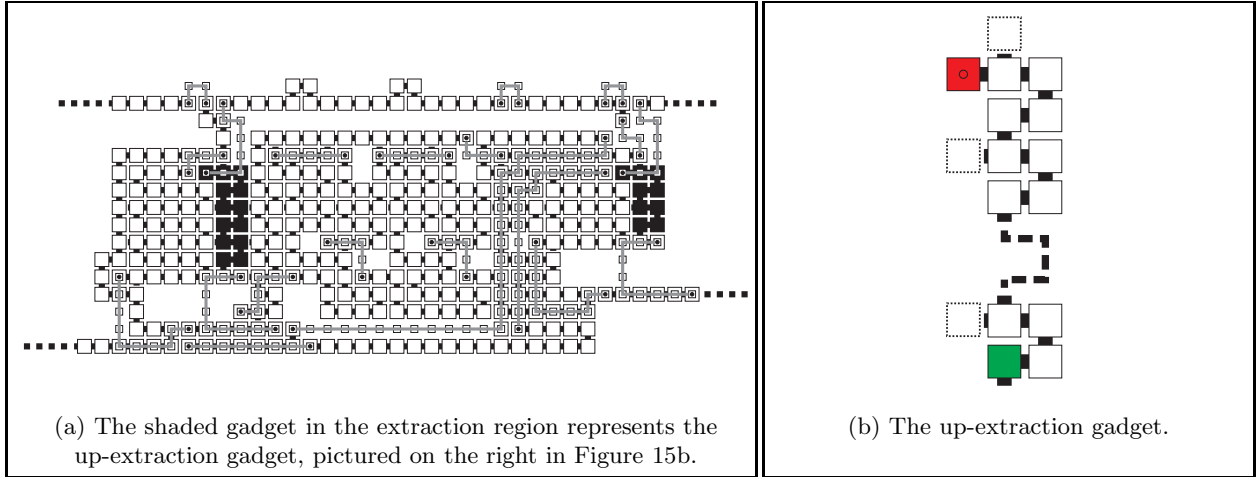 (a) The shaded gadget in the extraction region represents the
up-extraction gadget, pictured on the right in Figure 15b.
(b) The up-extraction gadget.